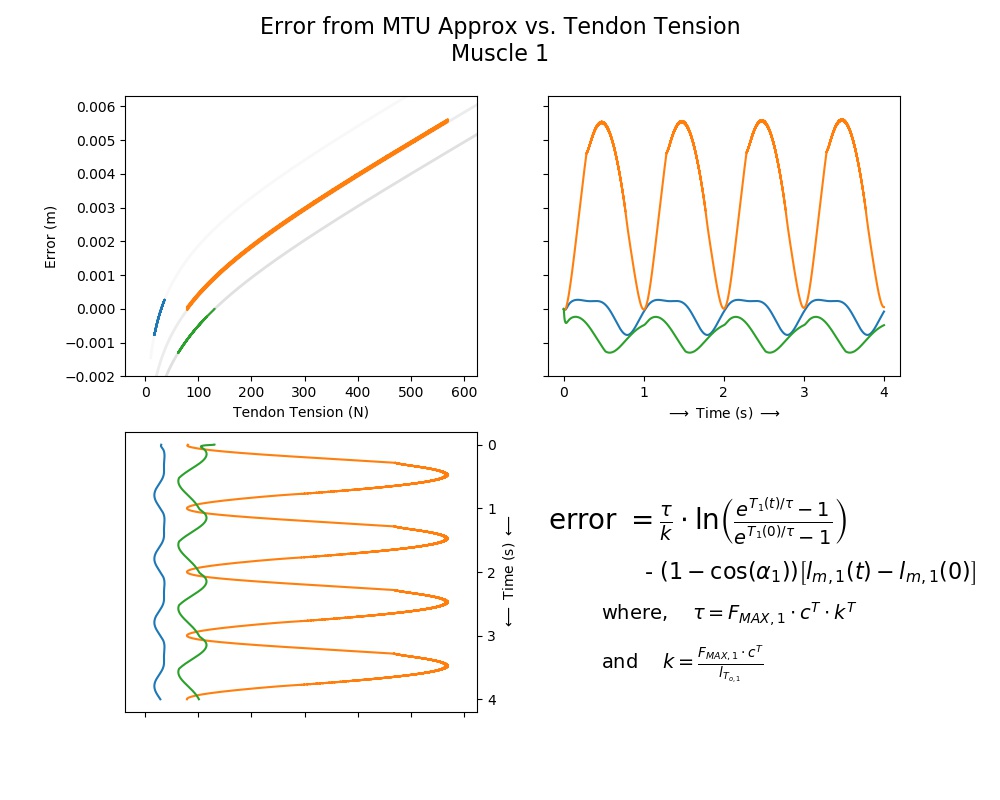 Error from MTU Approx vs. Tendon Tension
Muscle 1
0.006
0.005
0.004
0.003
0.002
0.001
0.000
−0.001
−0.002
Error (m)
0 100 200 300 400 500 600
Tendon Tension (N)
0 1 2 3 4
⟶ Time (s) ⟶
0
1
2
3
4
⟵ Time (s) ⟵
error = τ/k · ln((e^{T_1(t)/τ} − 1)/(e^{T_1(0)/τ} − 1))
- (1 − cos(α_1))[l_{m,1}(t) − l_{m,1}(0)]
where, τ = F_{MAX,1} · c^T · k^T
and k = (F_{MAX,1} · c^T)/l_{T_{o,1}}